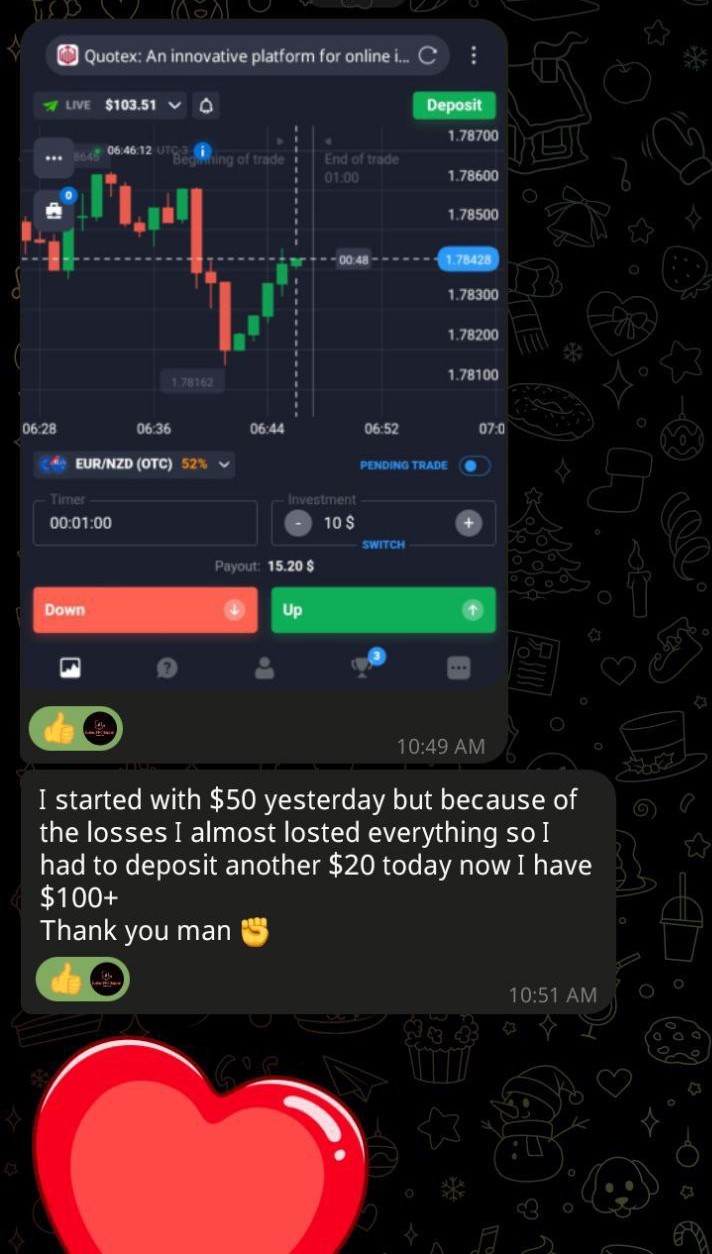 Quotex: An innovative platform for online i...
LIVE $103.51
Deposit
1.78700
06:46:12 UTC-3
Beginning of trade
End of trade
01:00
1.78600
0
1.78500
00:48
1.78428
1.78300
1.78200
1.78162
1.78100
06:28 06:36 06:44 06:52 07:0
EUR/NZD (OTC) 52%
PENDING TRADE
Timer
00:01:00
Investment
- 10 $ +
SWITCH
Payout: 15.20 $
Down
Up
3
10:49 AM
I started with $50 yesterday but because of
the losses I almost losted everything so I
had to deposit another $20 today now I have
$100+
Thank you man ✊
10:51 AM